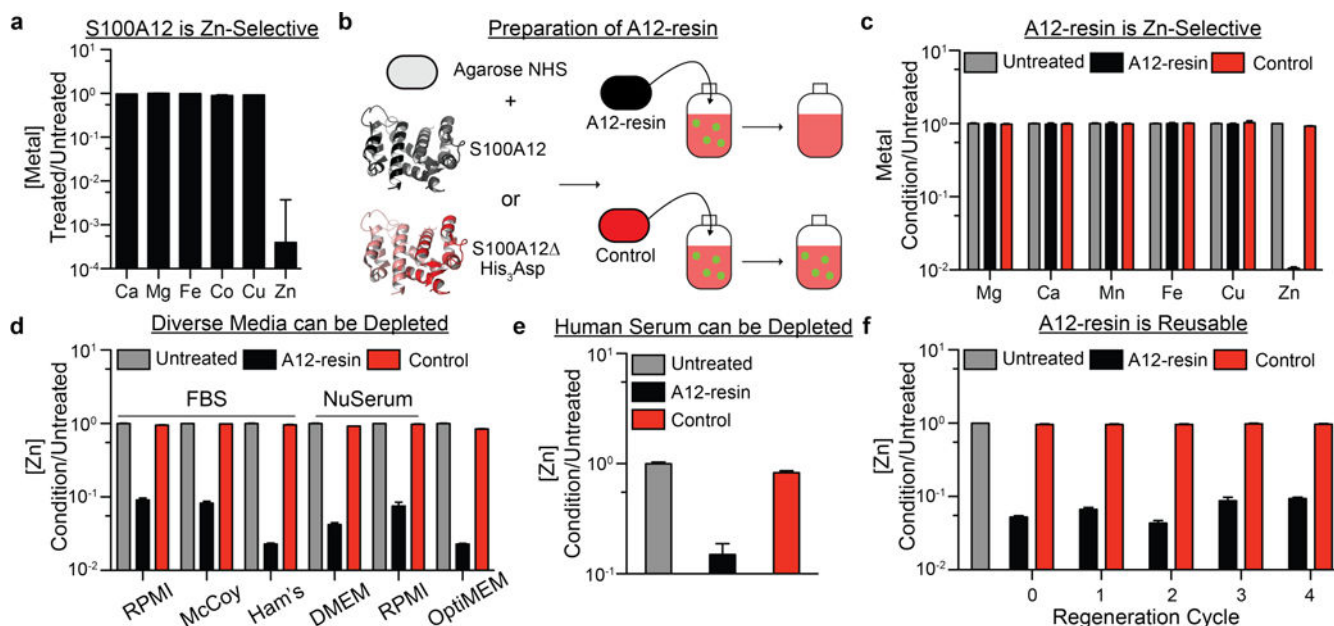 a
S100A12 is Zn-Selective
[Metal]
Treated/Untreated
10^1
10^0
10^-1
10^-2
10^-3
10^-4
Ca Mg Fe Co Cu Zn
b
Preparation of A12-resin
Agarose NHS
+
S100A12
or
S100A12Δ
His3Asp
A12-resin
Control
c
A12-resin is Zn-Selective
Untreated A12-resin Control
Metal
Condition/Untreated
10^1
10^0
10^-1
10^-2
Mg Ca Mn Fe Cu Zn
d
Diverse Media can be Depleted
Untreated A12-resin Control
FBS NuSerum
[Zn]
Condition/Untreated
10^1
10^0
10^-1
10^-2
RPMI McCoy Ham's DMEM RPMI OptiMEM
e
Human Serum can be Depleted
Untreated
A12-resin
Control
[Zn]
Condition/Untreated
10^1
10^0
10^-1
f
A12-resin is Reusable
Untreated A12-resin Control
[Zn]
Condition/Untreated
10^1
10^0
10^-1
10^-2
0 1 2 3 4
Regeneration Cycle